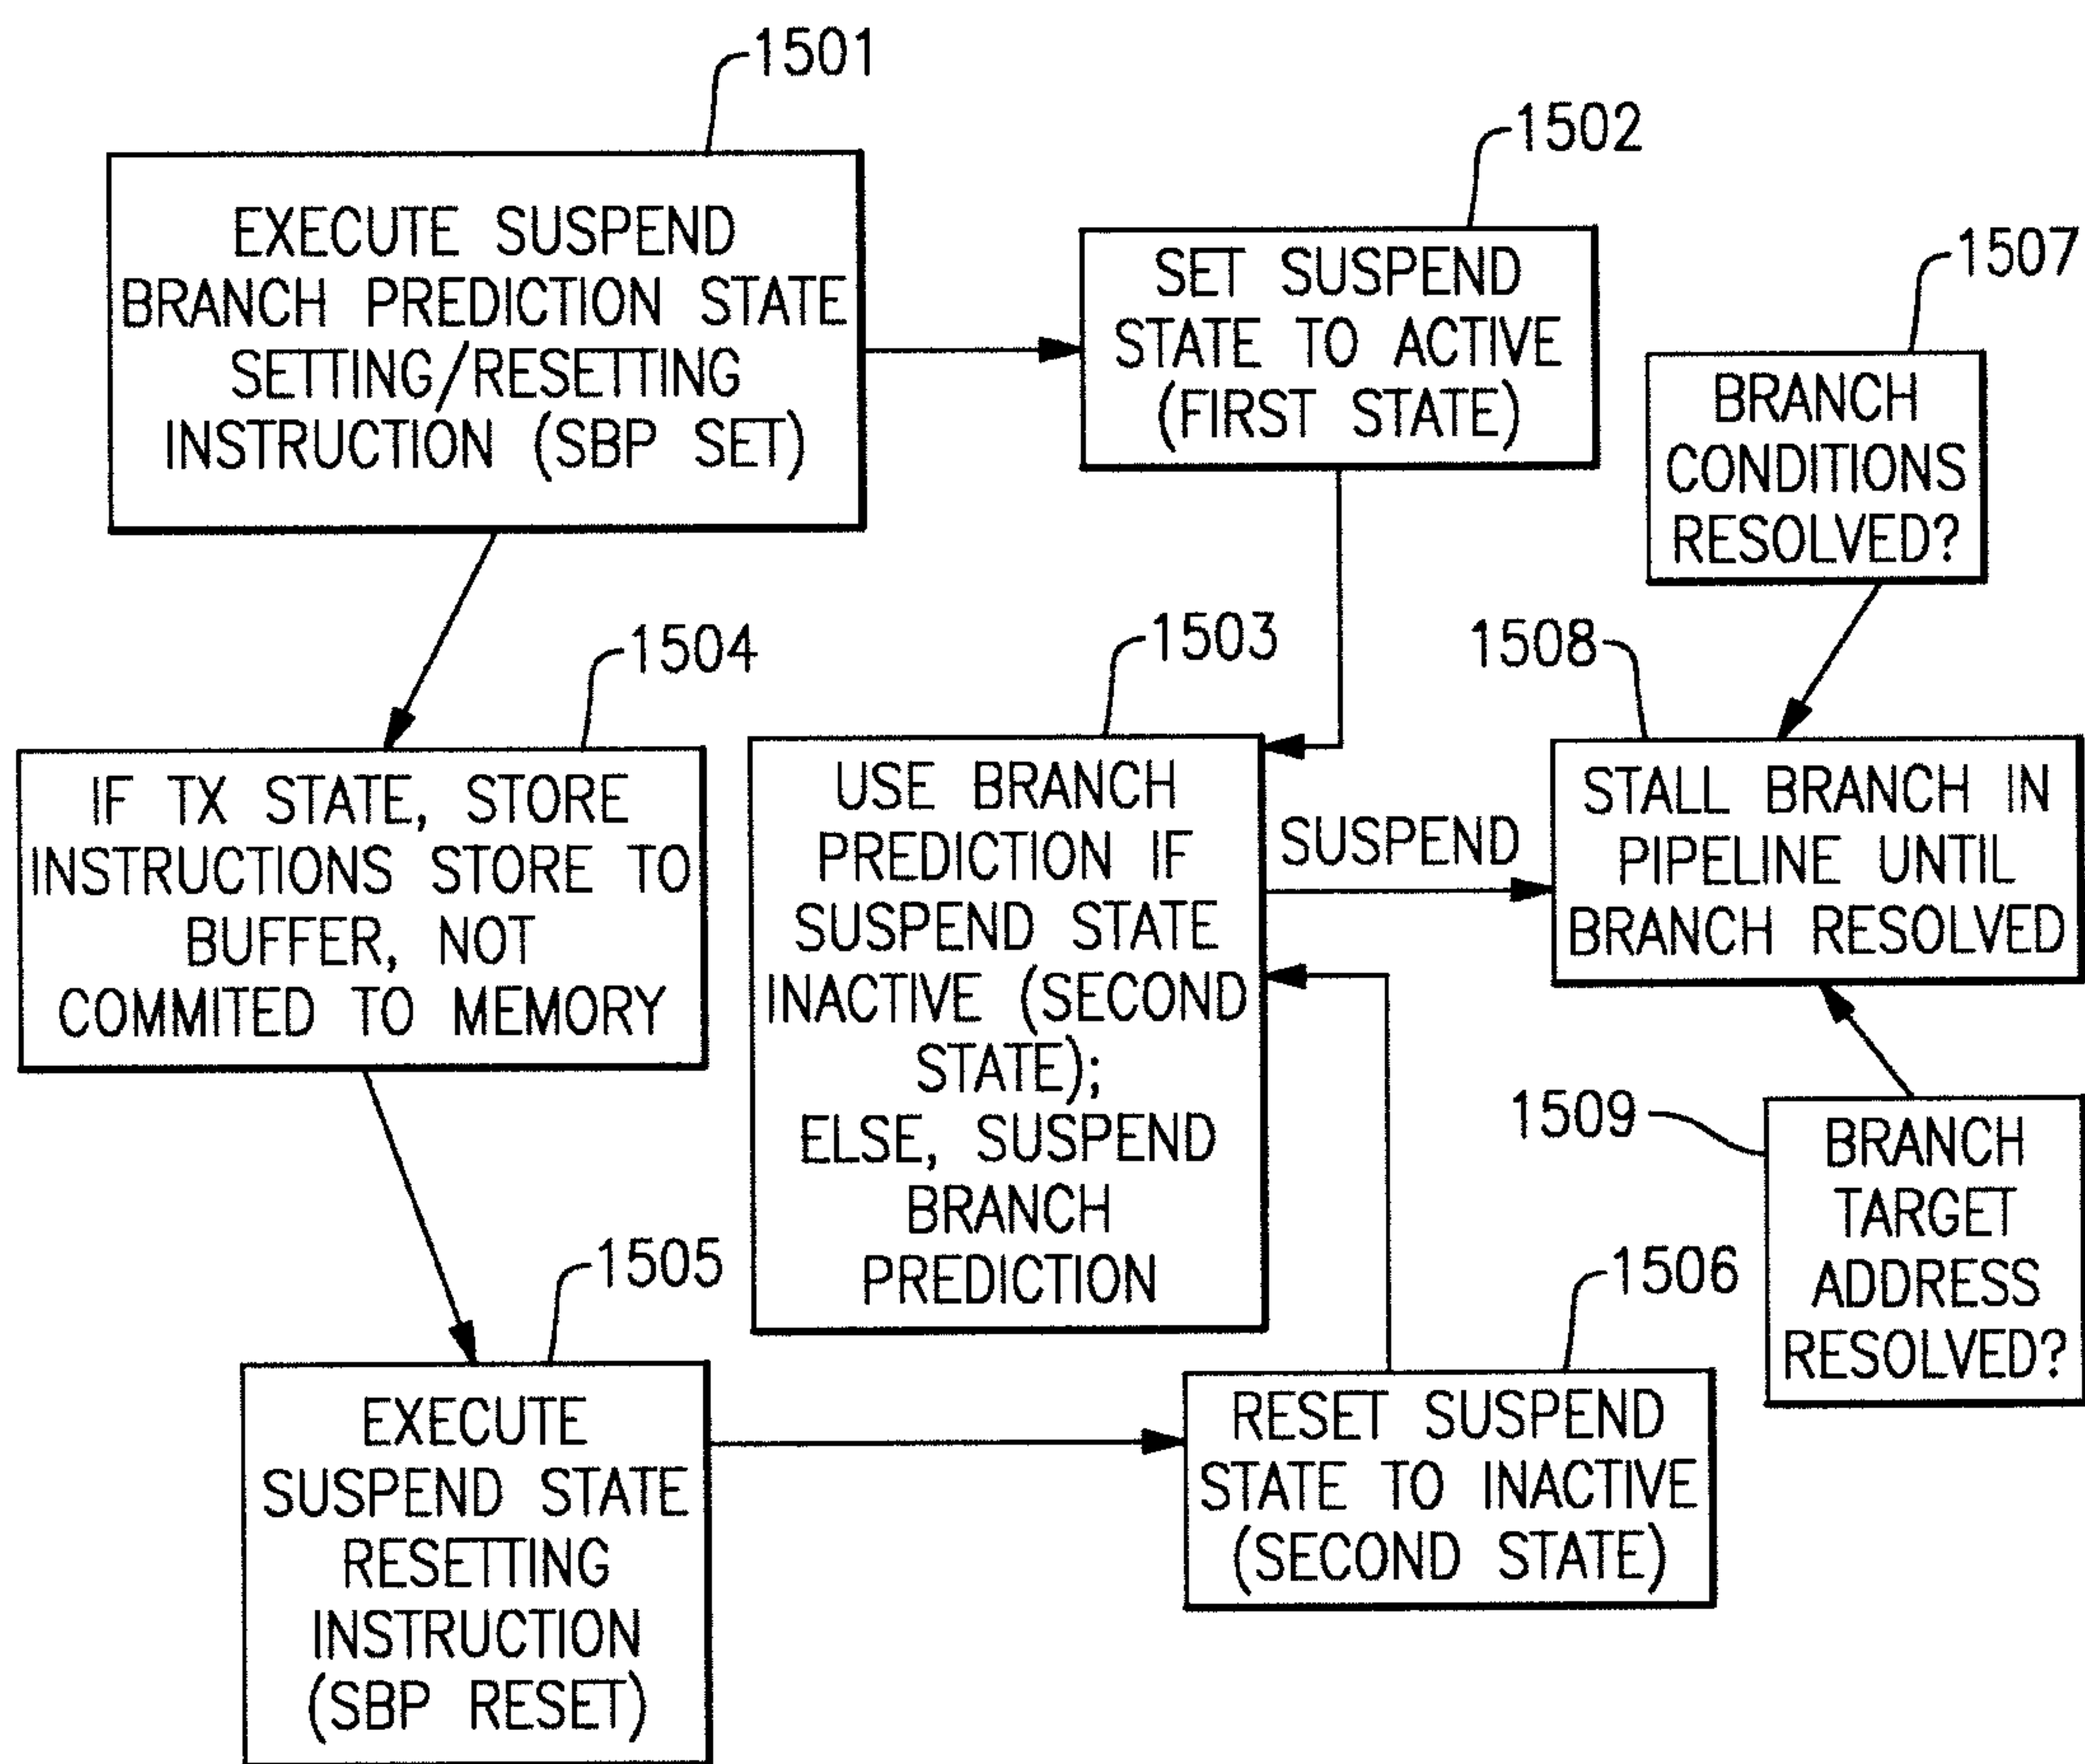 1501
EXECUTE SUSPEND
BRANCH PREDICTION STATE
SETTING/RESETTING
INSTRUCTION (SBP SET)
1502
SET SUSPEND
STATE TO ACTIVE
(FIRST STATE)
1507
BRANCH
CONDITIONS
RESOLVED?
1504
IF TX STATE, STORE
INSTRUCTIONS STORE TO
BUFFER, NOT
COMMITED TO MEMORY
1503
USE BRANCH
PREDICTION IF
SUSPEND STATE
INACTIVE (SECOND
STATE);
ELSE, SUSPEND
BRANCH
PREDICTION
SUSPEND
1508
STALL BRANCH IN
PIPELINE UNTIL
BRANCH RESOLVED
1509
BRANCH
TARGET
ADDRESS
RESOLVED?
1505
EXECUTE
SUSPEND STATE
RESETTING
INSTRUCTION
(SBP RESET)
1506
RESET SUSPEND
STATE TO INACTIVE
(SECOND STATE)